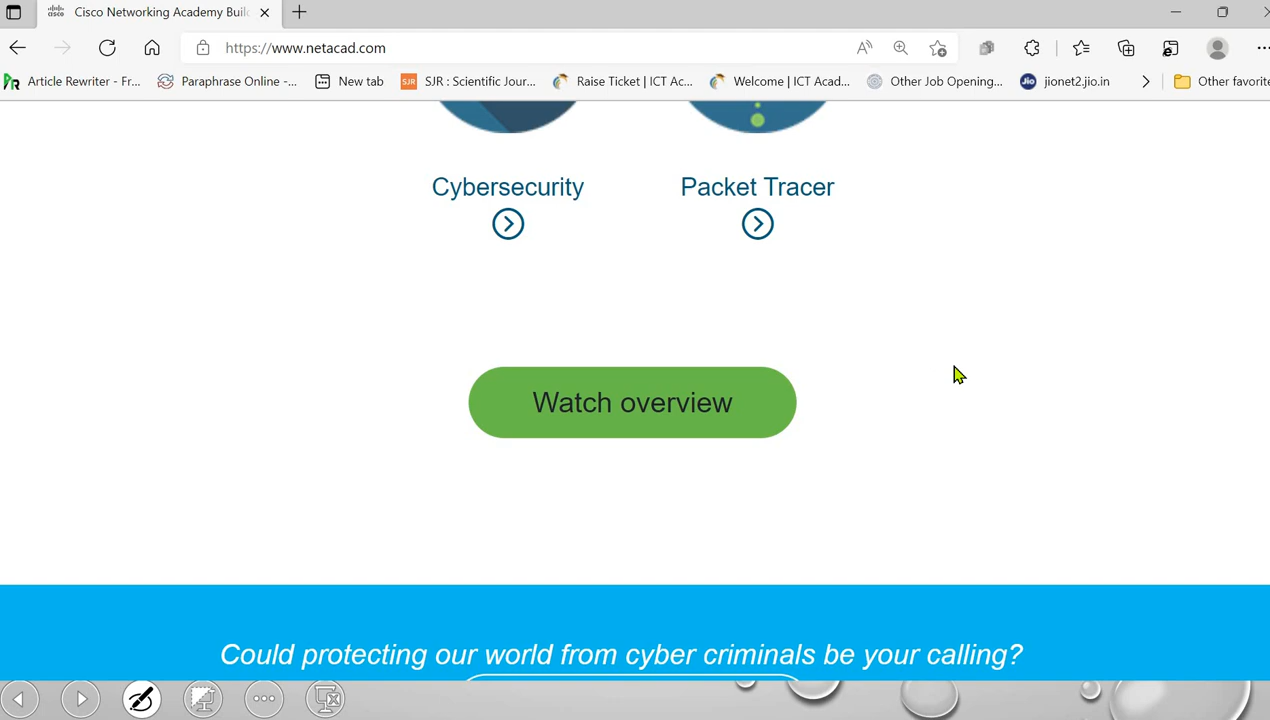 Cisco Networking Academy Buil
https://www.netacad.com
Article Rewriter - Fr... Paraphrase Online -... New tab SJR SJR : Scientific Jour... Raise Ticket | ICT Ac... Welcome | ICT Acad... Other Job Opening... Jio jionet2.jio.in Other favorite
Cybersecurity Packet Tracer
Watch overview
Could protecting our world from cyber criminals be your calling?